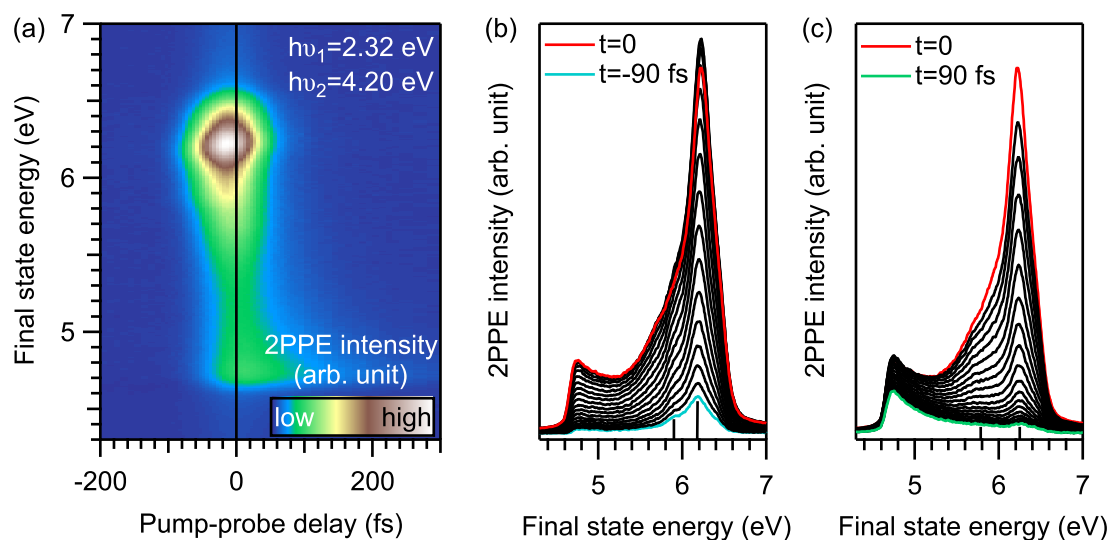 (a)
hυ₁=2.32 eV
hυ₂=4.20 eV
7
6
5
Final state energy (eV)
2PPE intensity
(arb. unit)
low
high
-200
0
200
Pump-probe delay (fs)
(b)
t=0
t=-90 fs
2PPE intensity (arb. unit)
5
6
7
Final state energy (eV)
(c)
t=0
t=90 fs
2PPE intensity (arb. unit)
5
6
7
Final state energy (eV)